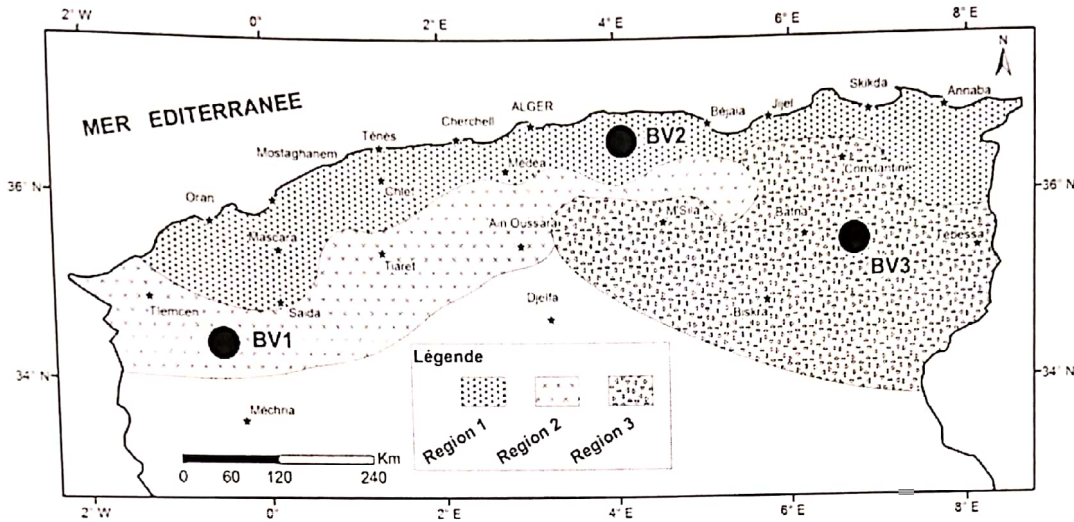 2° W 0° 2° E 4° E 6° E 8° E
N
MER EDITERRANEE
Skikda
Annaba
Jijel
Béjaia
ALGER
BV2
Cherchell
Ténès
Mostaghanem
Médéa
Constantine
36° N
36° N
Chlef
Oran
M'Sila
Batna
Ain Oussara
Tebessa
Mascara
BV3
Tiaret
Tlemcen
Saida
Djelfa
Biskra
BV1
Légende
34° N
34° N
Region 1
Region 2
Region 3
Méchria
Km
0 60 120 240
2° W 0° 2° E 4° E 6° E 8° E